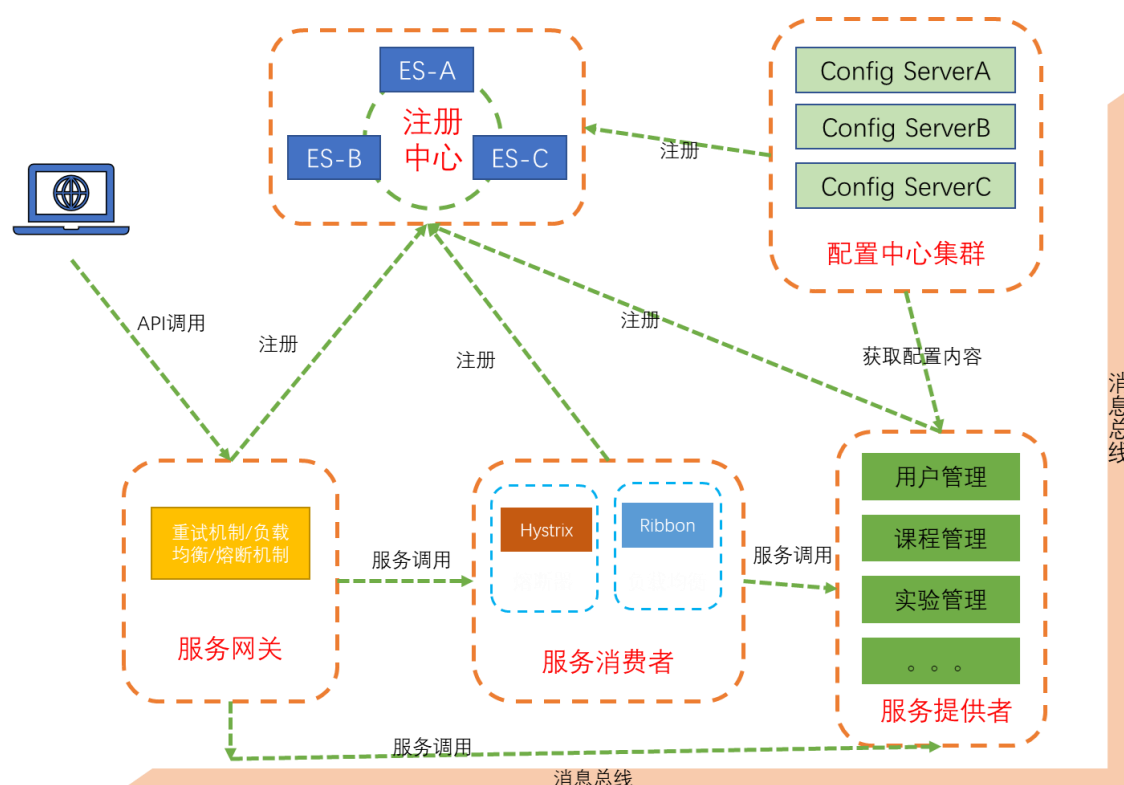 ES-A
注册
中心
ES-B
ES-C
Config ServerA
Config ServerB
Config ServerC
配置中心集群
注册
API调用
注册
注册
注册
获取配置内容
消息总线
重试机制/负载
均衡/熔断机制
服务网关
服务调用
Hystrix
Ribbon
服务消费者
服务调用
用户管理
课程管理
实验管理
。。。
服务提供者
服务调用
消息总线